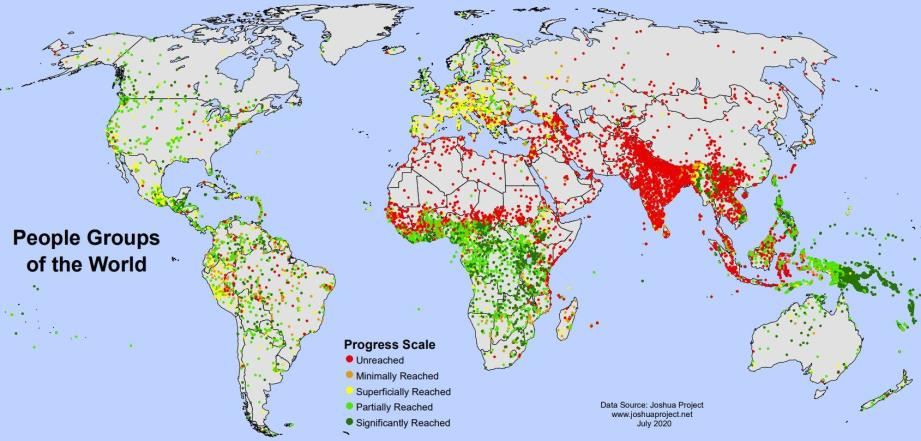 People Groups
of the World
Progress Scale
Unreached
Minimally Reached
Superficially Reached
Partially Reached
Significantly Reached
Data Source: Joshua Project
www.joshuaproject.net
July 2020